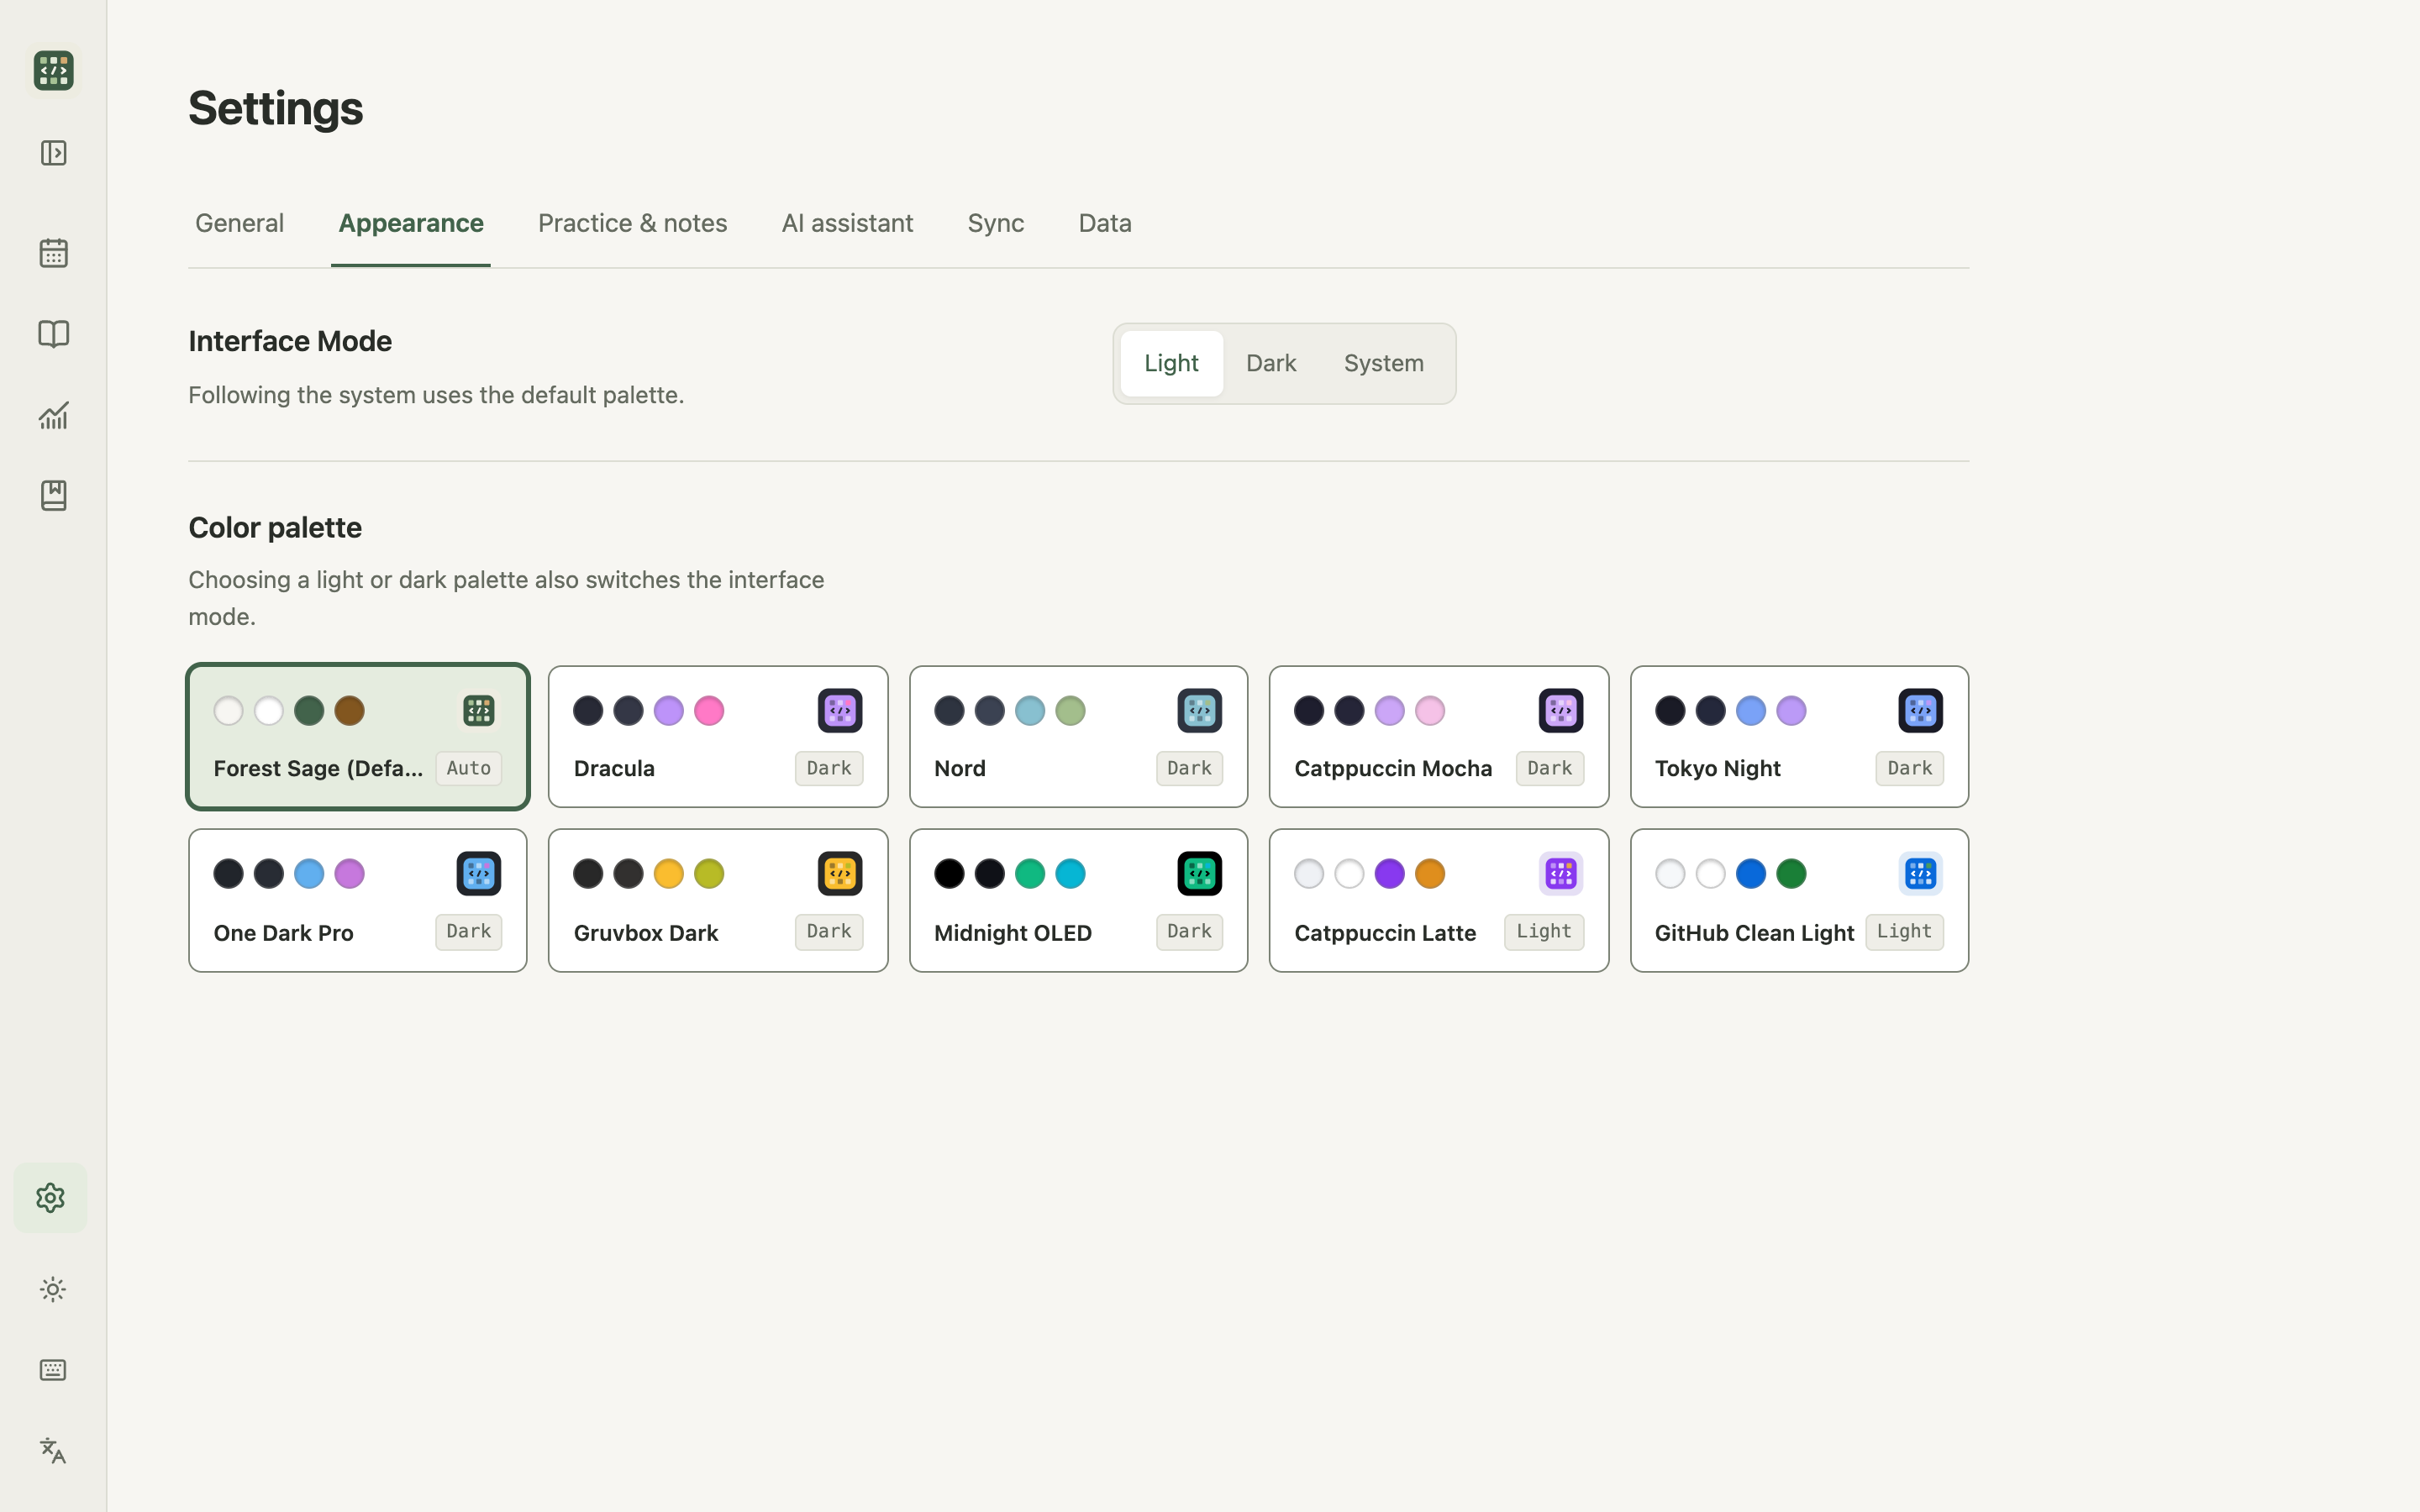 Settings
General
Appearance
Practice & notes
AI assistant
Sync
Data
Interface Mode
Following the system uses the default palette.
Light
Dark
System
Color palette
Choosing a light or dark palette also switches the interface
mode.
Forest Sage (Defa...
Auto
Dracula
Dark
Nord
Dark
Catppuccin Mocha
Dark
Tokyo Night
Dark
One Dark Pro
Dark
Gruvbox Dark
Dark
Midnight OLED
Dark
Catppuccin Latte
Light
GitHub Clean Light
Light